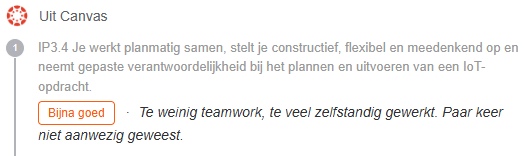 Uit Canvas
1 IP3.4 Je werkt planmatig samen, stelt je constructief, flexibel en meedenkend op en
neemt gepaste verantwoordelijkheid bij het plannen en uitvoeren van een IoT-
opdracht.
Bijna goed · Te weinig teamwork, te veel zelfstandig gewerkt. Paar keer
niet aanwezig geweest.